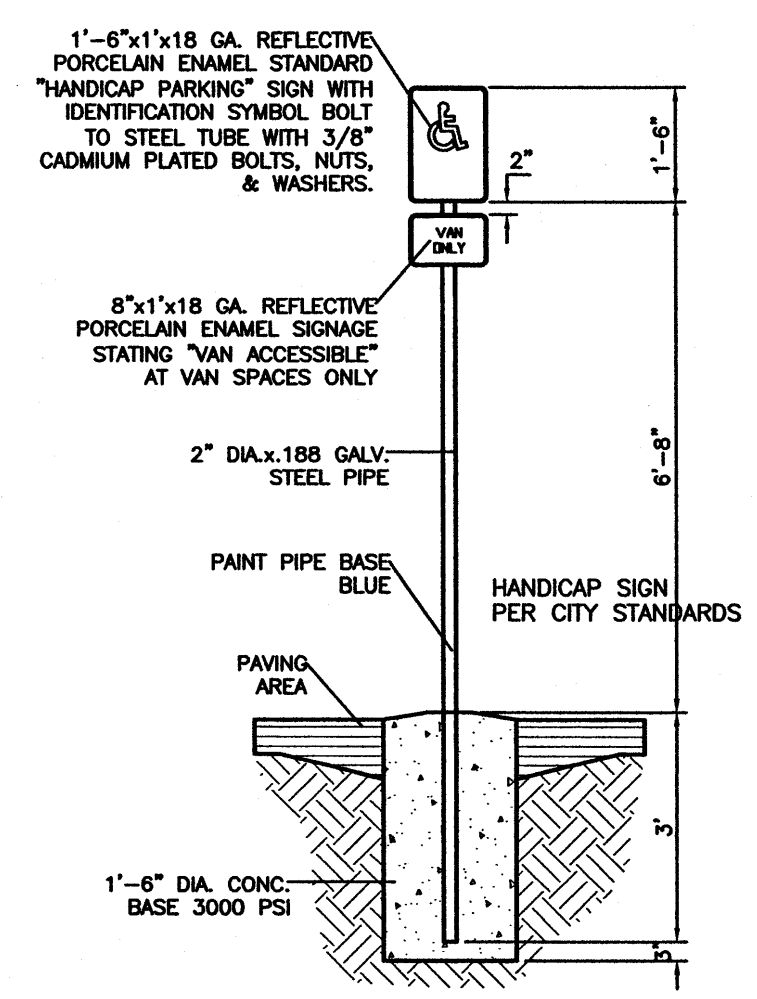 1'-6"x1'x18 GA. REFLECTIVE
PORCELAIN ENAMEL STANDARD
"HANDICAP PARKING" SIGN WITH
IDENTIFICATION SYMBOL BOLT
TO STEEL TUBE WITH 3/8"
CADMIUM PLATED BOLTS, NUTS,
& WASHERS.
2"
1'-6"
VAN
ONLY
8"x1'x18 GA. REFLECTIVE
PORCELAIN ENAMEL SIGNAGE
STATING "VAN ACCESSIBLE"
AT VAN SPACES ONLY
2" DIA.x.188 GALV.
STEEL PIPE
6'-8"
PAINT PIPE BASE
BLUE
HANDICAP SIGN
PER CITY STANDARDS
PAVING
AREA
3'
1'-6" DIA. CONC.
BASE 3000 PSI
3"